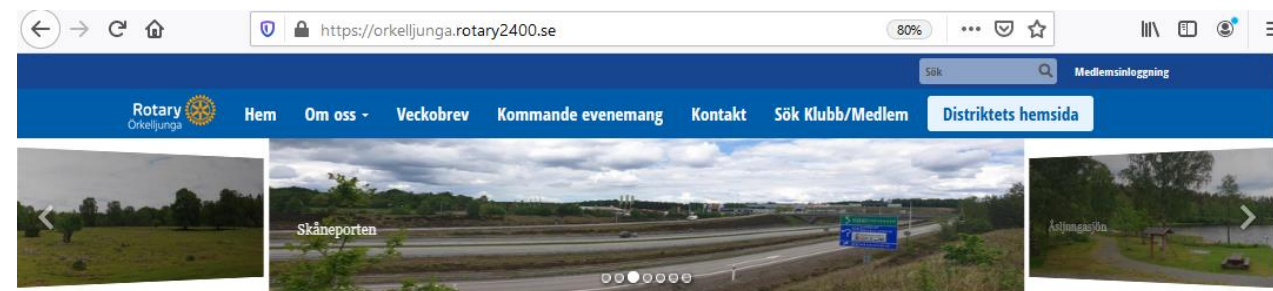 https://orkelljunga.rotary2400.se
80%
Sök
Medlemsinloggning
Rotary
Örkelljunga
Hem Om oss Veckobrev Kommande evenemang Kontakt Sök Klubb/Medlem Distriktets hemsida
Skåneporten
Åsljungasjön